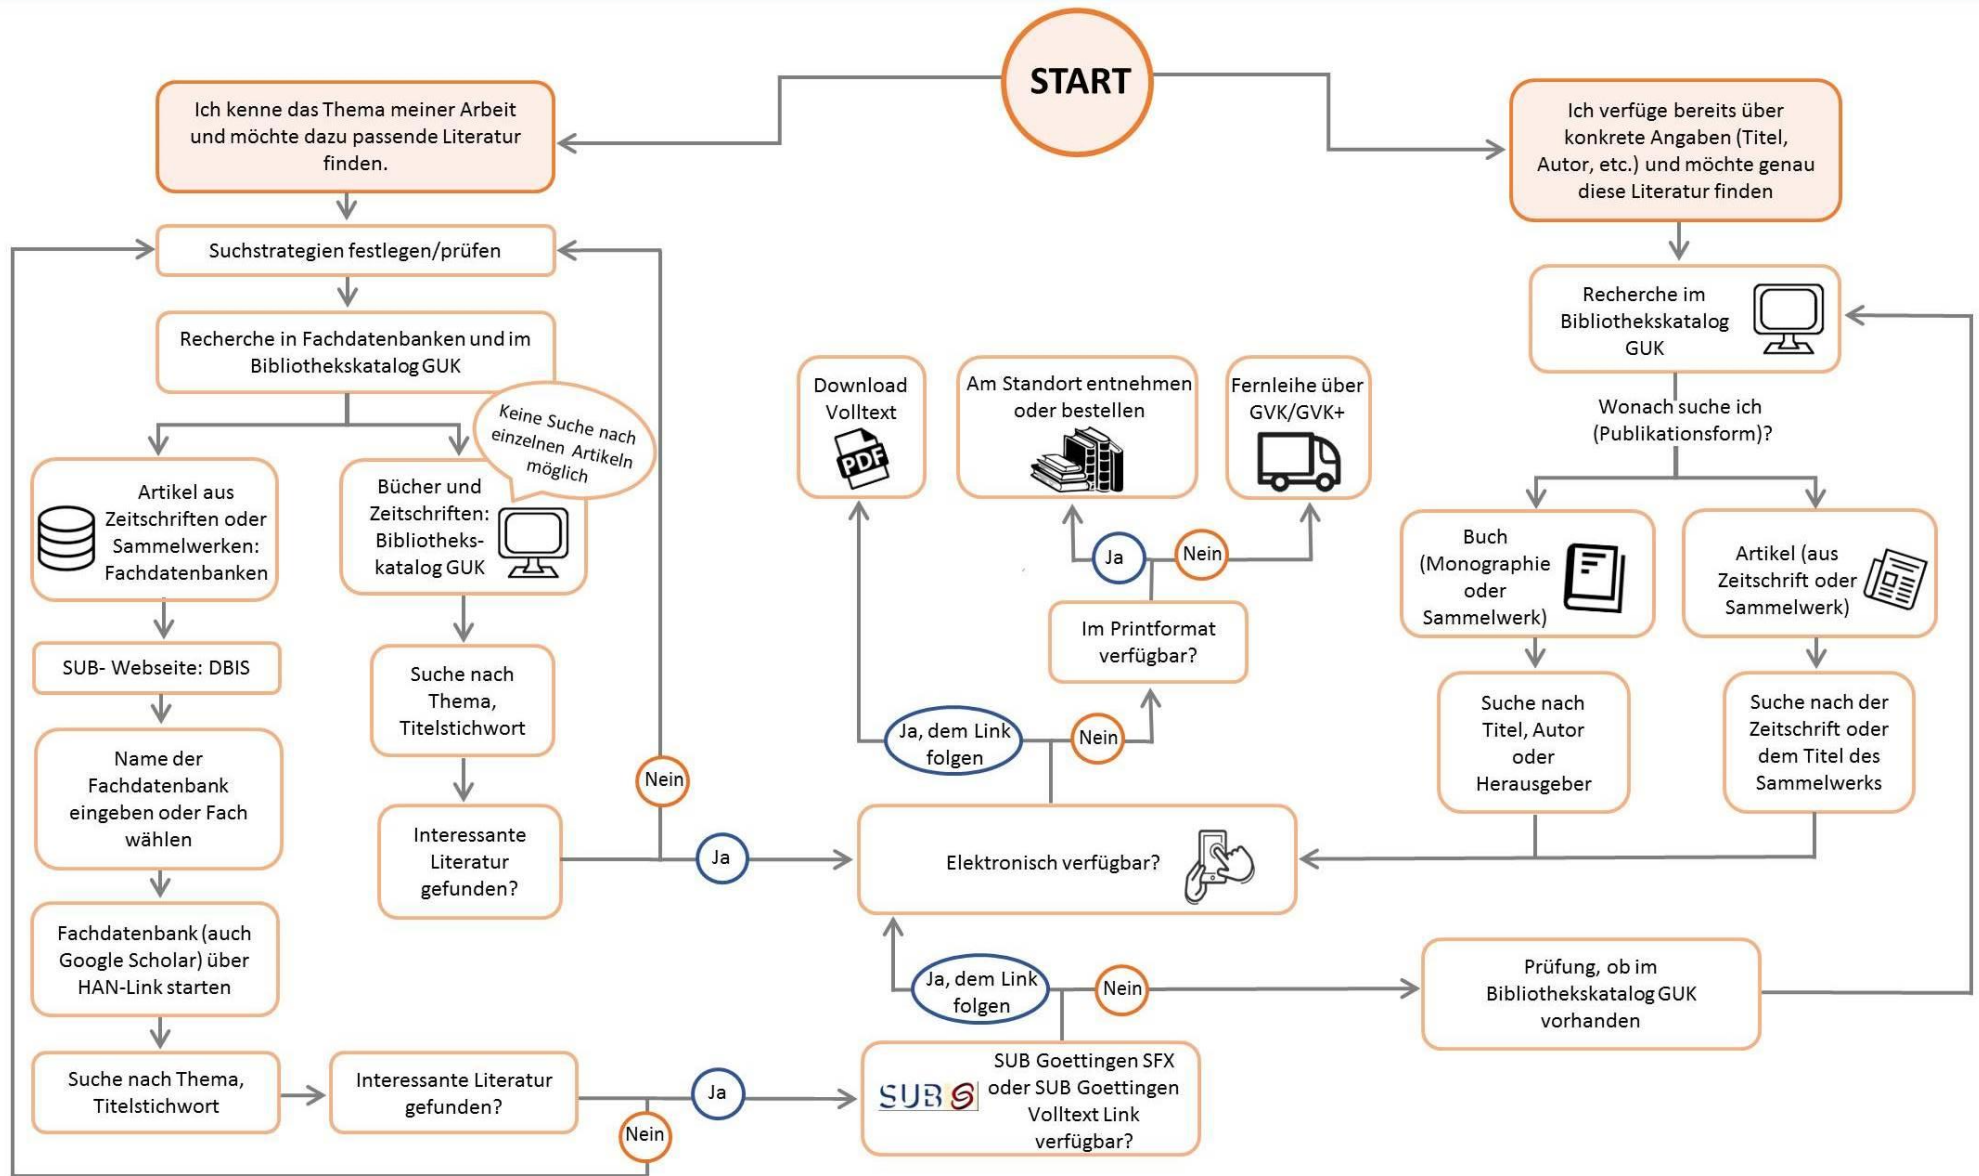 START
Ich kenne das Thema meiner Arbeit
und möchte dazu passende Literatur
finden.
Suchstrategien festlegen/prüfen
Recherche in Fachdatenbanken und im
Bibliothekskatalog GUK
Keine Suche nach
einzelnen Artikeln
möglich
Artikel aus
Zeitschriften oder
Sammelwerken:
Fachdatenbanken
Bücher und
Zeitschriften:
Bibliotheks-
katalog GUK
SUB- Webseite: DBIS
Name der
Fachdatenbank
eingeben oder Fach
wählen
Fachdatenbank (auch
Google Scholar) über
HAN-Link starten
Suche nach Thema,
Titelstichwort
Interessante Literatur
gefunden?
Nein
Ja
Suche nach
Thema,
Titelstichwort
Interessante
Literatur
gefunden?
Nein
Ja
SUB S
SUB Goettingen SFX
oder SUB Goettingen
Volltext Link
verfügbar?
Ja, dem Link
folgen
Nein
Prüfung, ob im
Bibliothekskatalog GUK
vorhanden
Elektronisch verfügbar?
Ja, dem Link
folgen
Nein
Download
Volltext
PDF
Im Printformat
verfügbar?
Ja
Nein
Am Standort entnehmen
oder bestellen
Fernleihe über
GVK/GVK+
Ich verfüge bereits über
konkrete Angaben (Titel,
Autor, etc.) und möchte genau
diese Literatur finden
Recherche im
Bibliothekskatalog
GUK
Wonach suche ich
(Publikationsform)?
Buch
(Monographie
oder
Sammelwerk)
Artikel (aus
Zeitschrift oder
Sammelwerk)
Suche nach
Titel, Autor
oder
Herausgeber
Suche nach der
Zeitschrift oder
dem Titel des
Sammelwerks